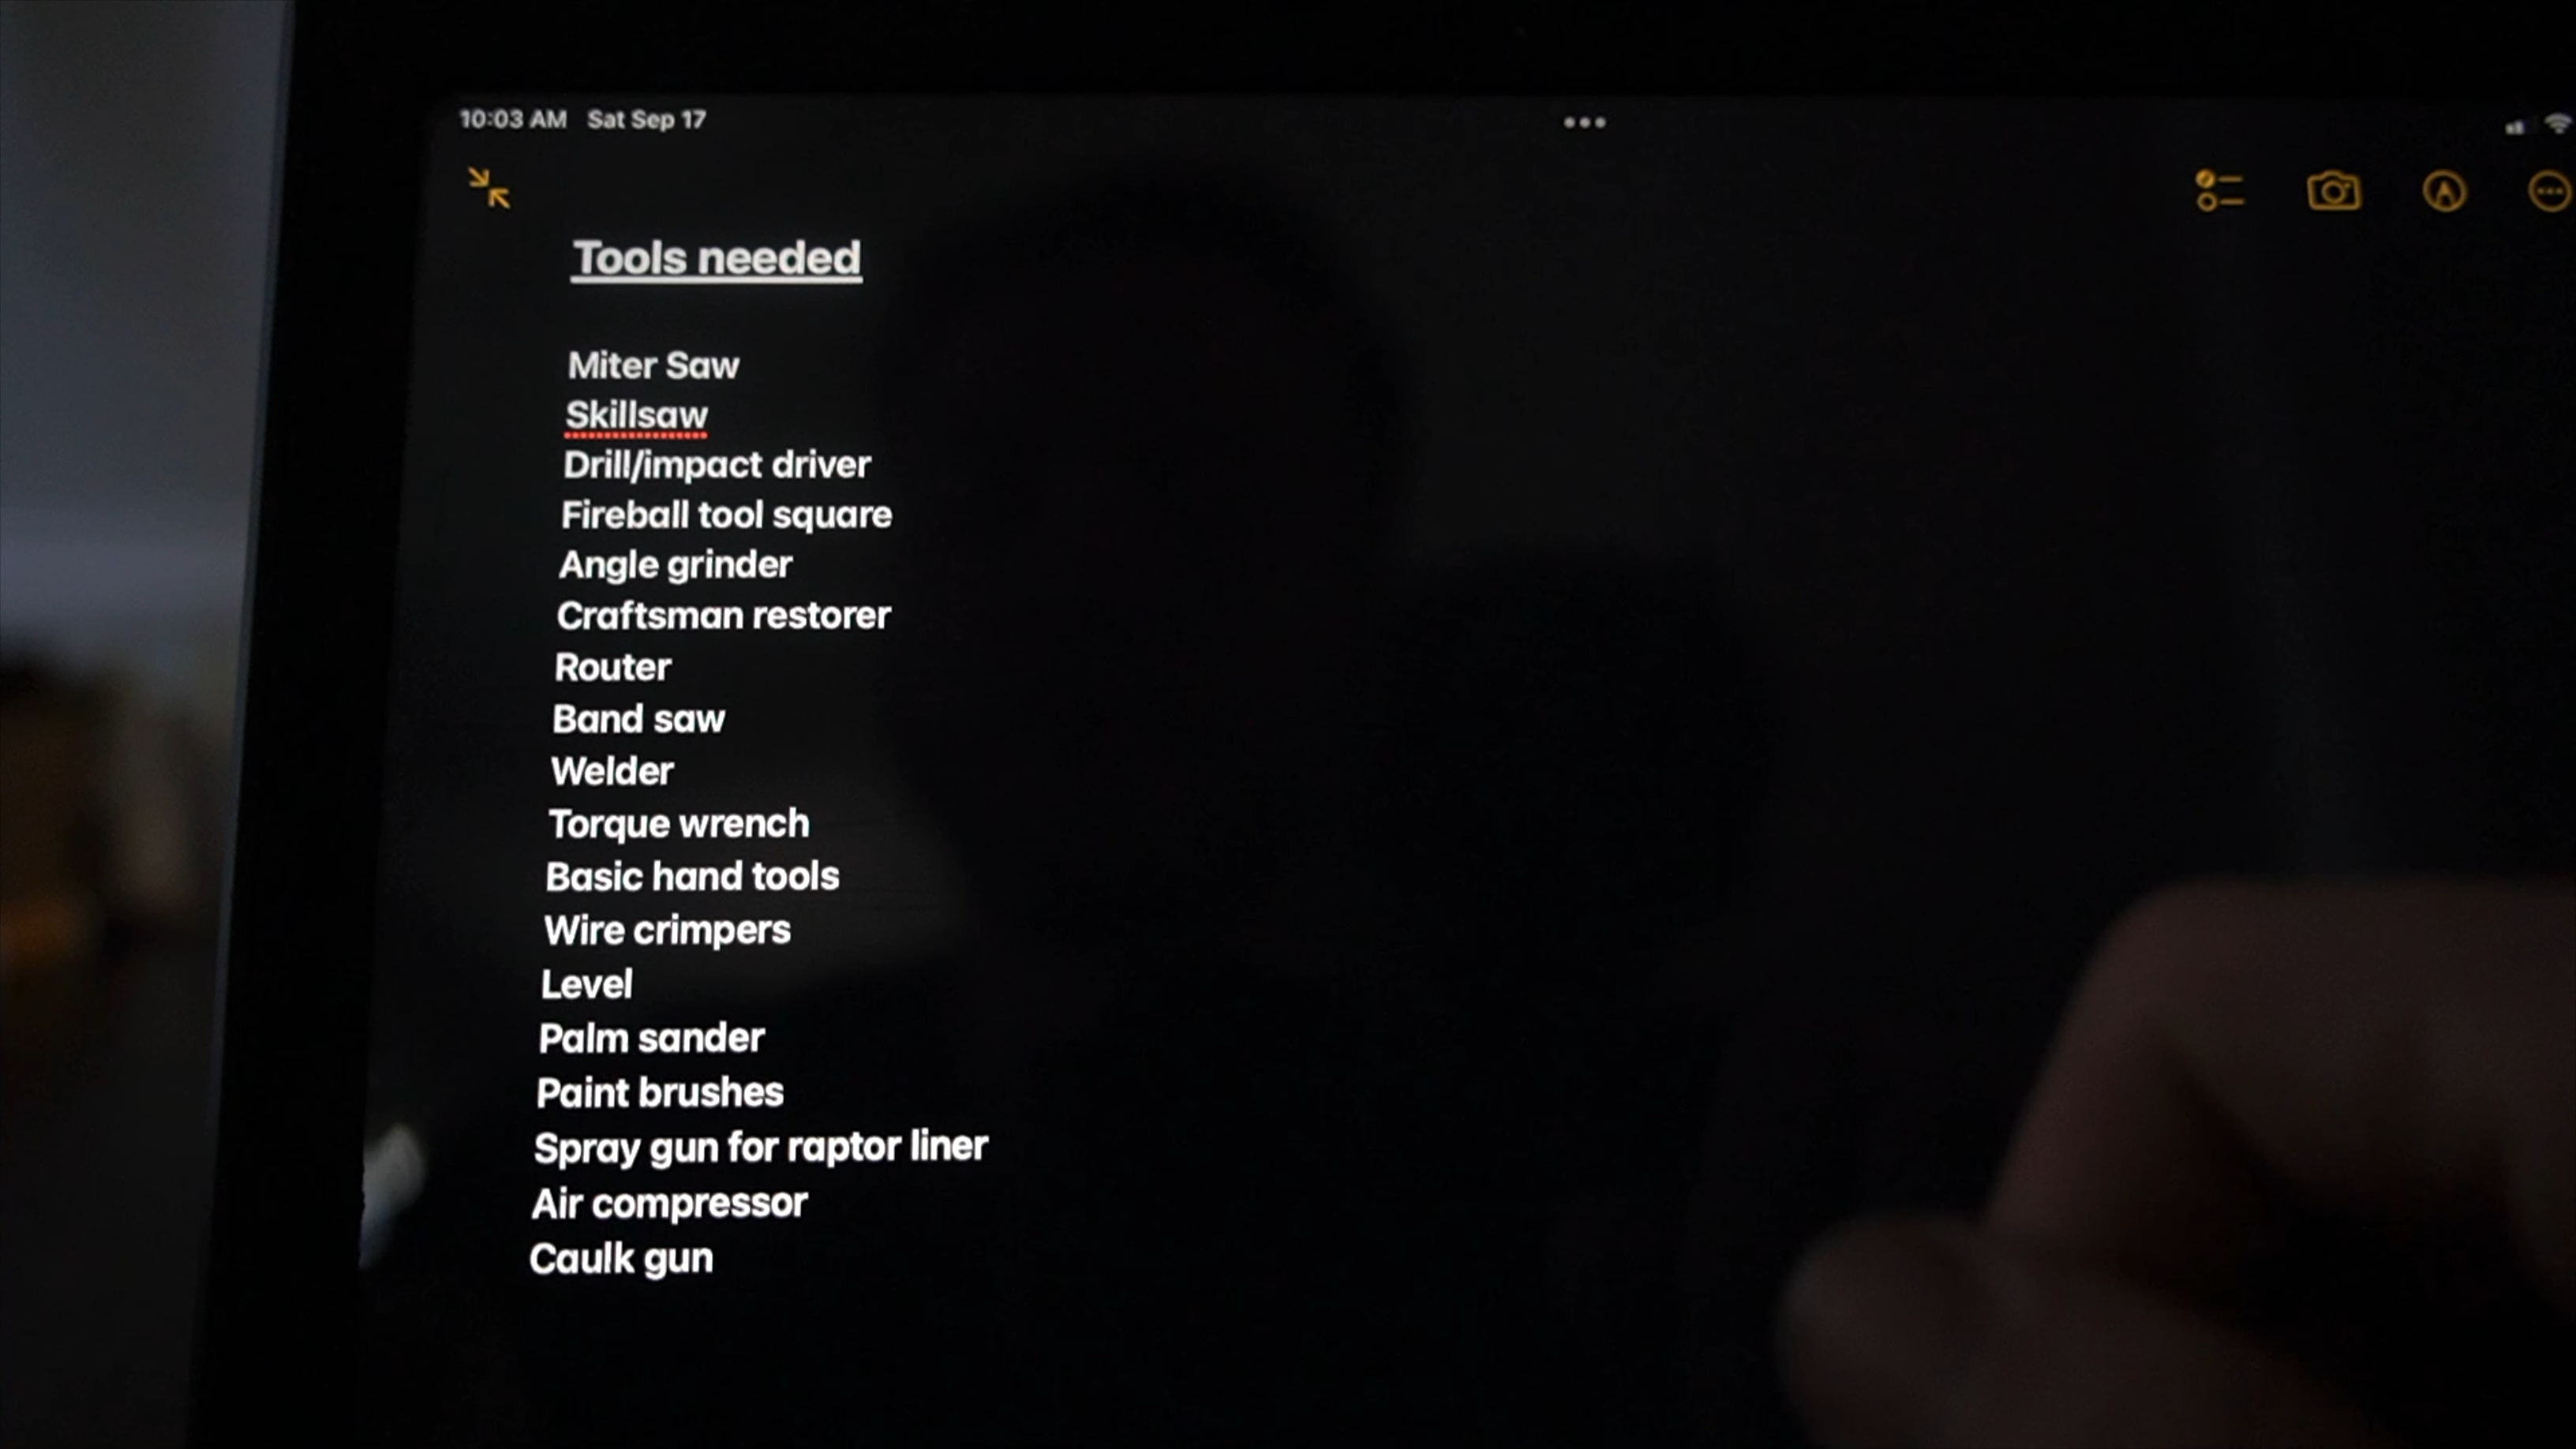 10:03 AM Sat Sep 17
Tools needed
Miter Saw
Skillsaw
Drill/impact driver
Fireball tool square
Angle grinder
Craftsman restorer
Router
Band saw
Welder
Torque wrench
Basic hand tools
Wire crimpers
Level
Palm sander
Paint brushes
Spray gun for raptor liner
Air compressor
Caulk gun